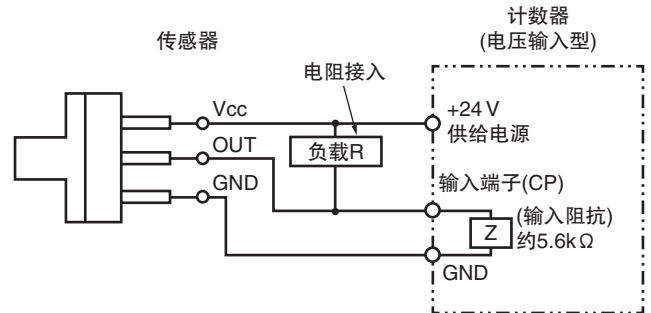 计数器
(电压输入型)
传感器
电阻接入
Vcc
+24 V
供给电源
OUT
负载R
GND
输入端子(CP)
(输入阻抗)
Z
约5.6kΩ
GND